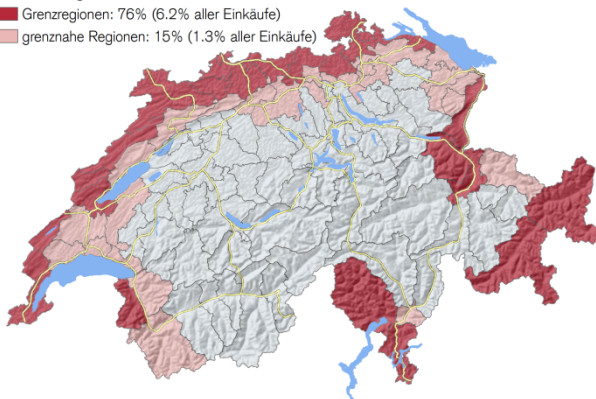 Grenzregionen: 76% (6.2% aller Einkäufe)
grenznahe Regionen: 15% (1.3% aller Einkäufe)